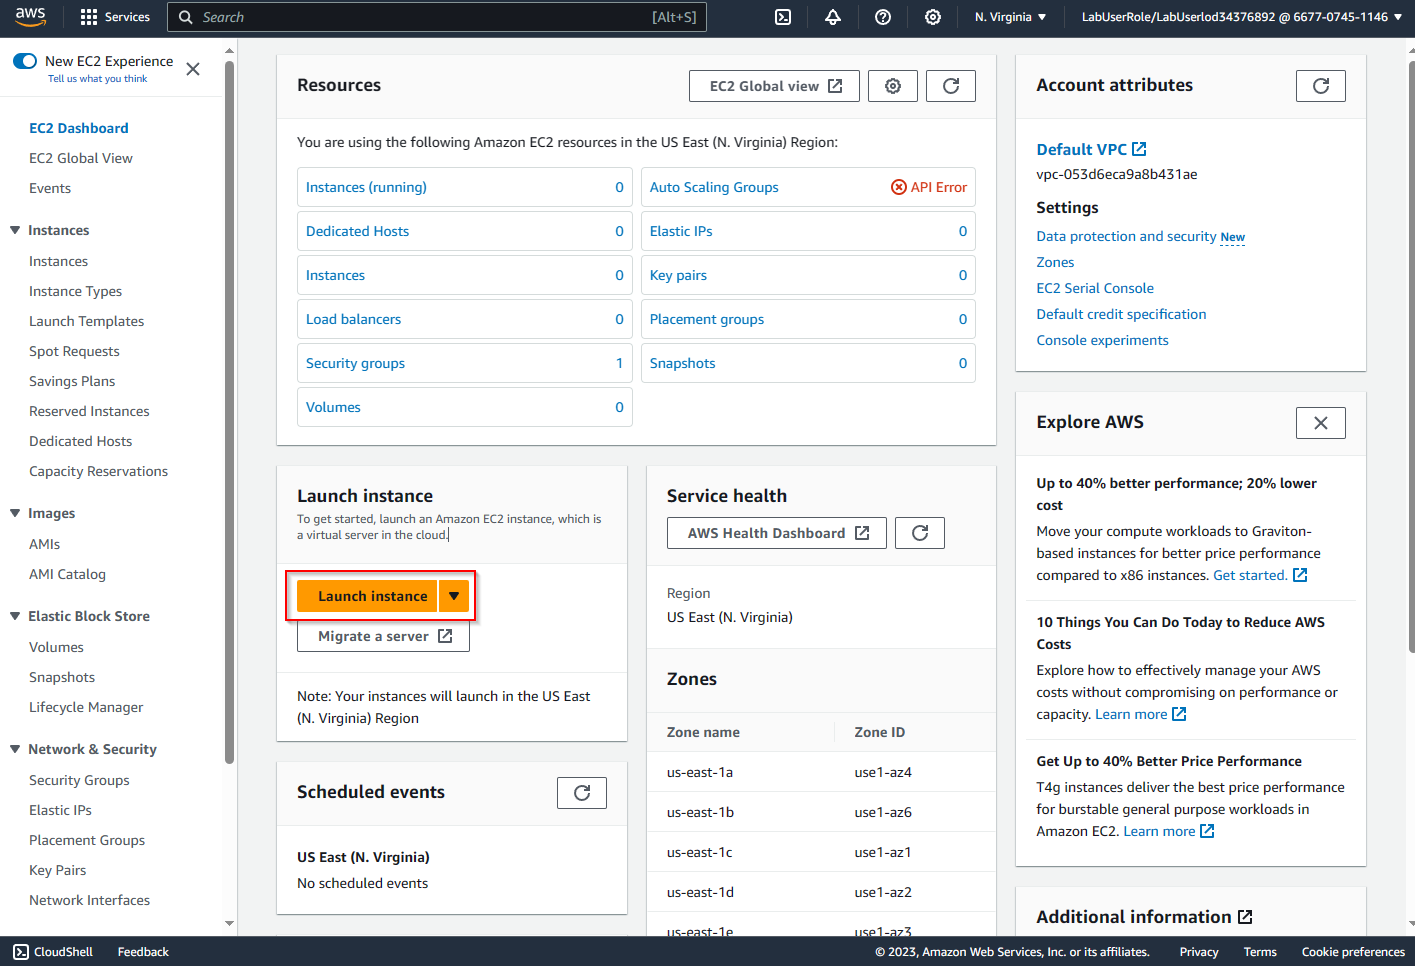 aws
Services
Search
[Alt+S]
N. Virginia
LabUserRole/LabUserlod34376892 @ 6677-0745-1146
New EC2 Experience
Tell us what you think
EC2 Dashboard
EC2 Global View
Events
Instances
Instances
Instance Types
Launch Templates
Spot Requests
Savings Plans
Reserved Instances
Dedicated Hosts
Capacity Reservations
Images
AMIs
AMI Catalog
Elastic Block Store
Volumes
Snapshots
Lifecycle Manager
Network & Security
Security Groups
Elastic IPs
Placement Groups
Key Pairs
Network Interfaces
Resources
EC2 Global view
You are using the following Amazon EC2 resources in the US East (N. Virginia) Region:
Instances (running) 0
Auto Scaling Groups API Error
Dedicated Hosts 0
Elastic IPs 0
Instances 0
Key pairs 0
Load balancers 0
Placement groups 0
Security groups 1
Snapshots 0
Volumes 0
Launch instance
To get started, launch an Amazon EC2 instance, which is
a virtual server in the cloud.
Launch instance
Migrate a server
Note: Your instances will launch in the US East
(N. Virginia) Region
Scheduled events
US East (N. Virginia)
No scheduled events
Service health
AWS Health Dashboard
Region
US East (N. Virginia)
Zones
Zone name Zone ID
us-east-1a use1-az4
us-east-1b use1-az6
us-east-1c use1-az1
us-east-1d use1-az2
us-east-1e use1-az3
Account attributes
Default VPC
vpc-053d6eca9a8b431ae
Settings
Data protection and security New
Zones
EC2 Serial Console
Default credit specification
Console experiments
Explore AWS
Up to 40% better performance; 20% lower
cost
Move your compute workloads to Graviton-
based instances for better price performance
compared to x86 instances. Get started.
10 Things You Can Do Today to Reduce AWS
Costs
Explore how to effectively manage your AWS
costs without compromising on performance or
capacity. Learn more
Get Up to 40% Better Price Performance
T4g instances deliver the best price performance
for burstable general purpose workloads in
Amazon EC2. Learn more
Additional information
CloudShell
Feedback
© 2023, Amazon Web Services, Inc. or its affiliates.
Privacy
Terms
Cookie preferences